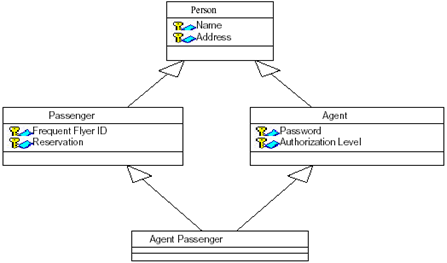 Person
Name
Address
Passenger
Frequent Flyer ID
Reservation
Agent
Password
Authorization Level
Agent Passenger